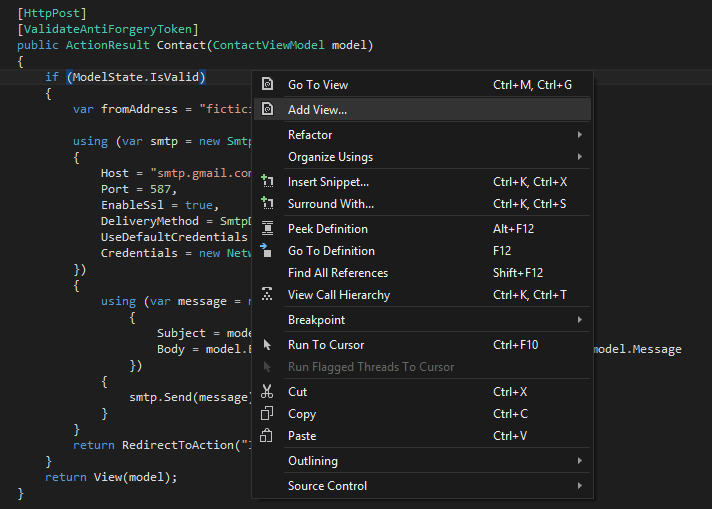 [HttpPost]
[ValidateAntiForgeryToken]
public ActionResult Contact(ContactViewModel model)
{
if (ModelState.IsValid)
{
var fromAddress = "fictici
using (var smtp = new Smtp
{
Host = "smtp.gmail.com
Port = 587,
EnableSsl = true,
DeliveryMethod = SmtpD
UseDefaultCredentials
Credentials = new Netw
})
{
using (var message = n
{
Subject = mode
Body = model.E model.Message
})
{
smtp.Send(message)
}
}
return RedirectToAction("I
}
return View(model);
}
Go To View Ctrl+M, Ctrl+G
Add View...
Refactor
Organize Usings
Insert Snippet... Ctrl+K, Ctrl+X
Surround With... Ctrl+K, Ctrl+S
Peek Definition Alt+F12
Go To Definition F12
Find All References Shift+F12
View Call Hierarchy Ctrl+K, Ctrl+T
Breakpoint
Run To Cursor Ctrl+F10
Run Flagged Threads To Cursor
Cut Ctrl+X
Copy Ctrl+C
Paste Ctrl+V
Outlining
Source Control